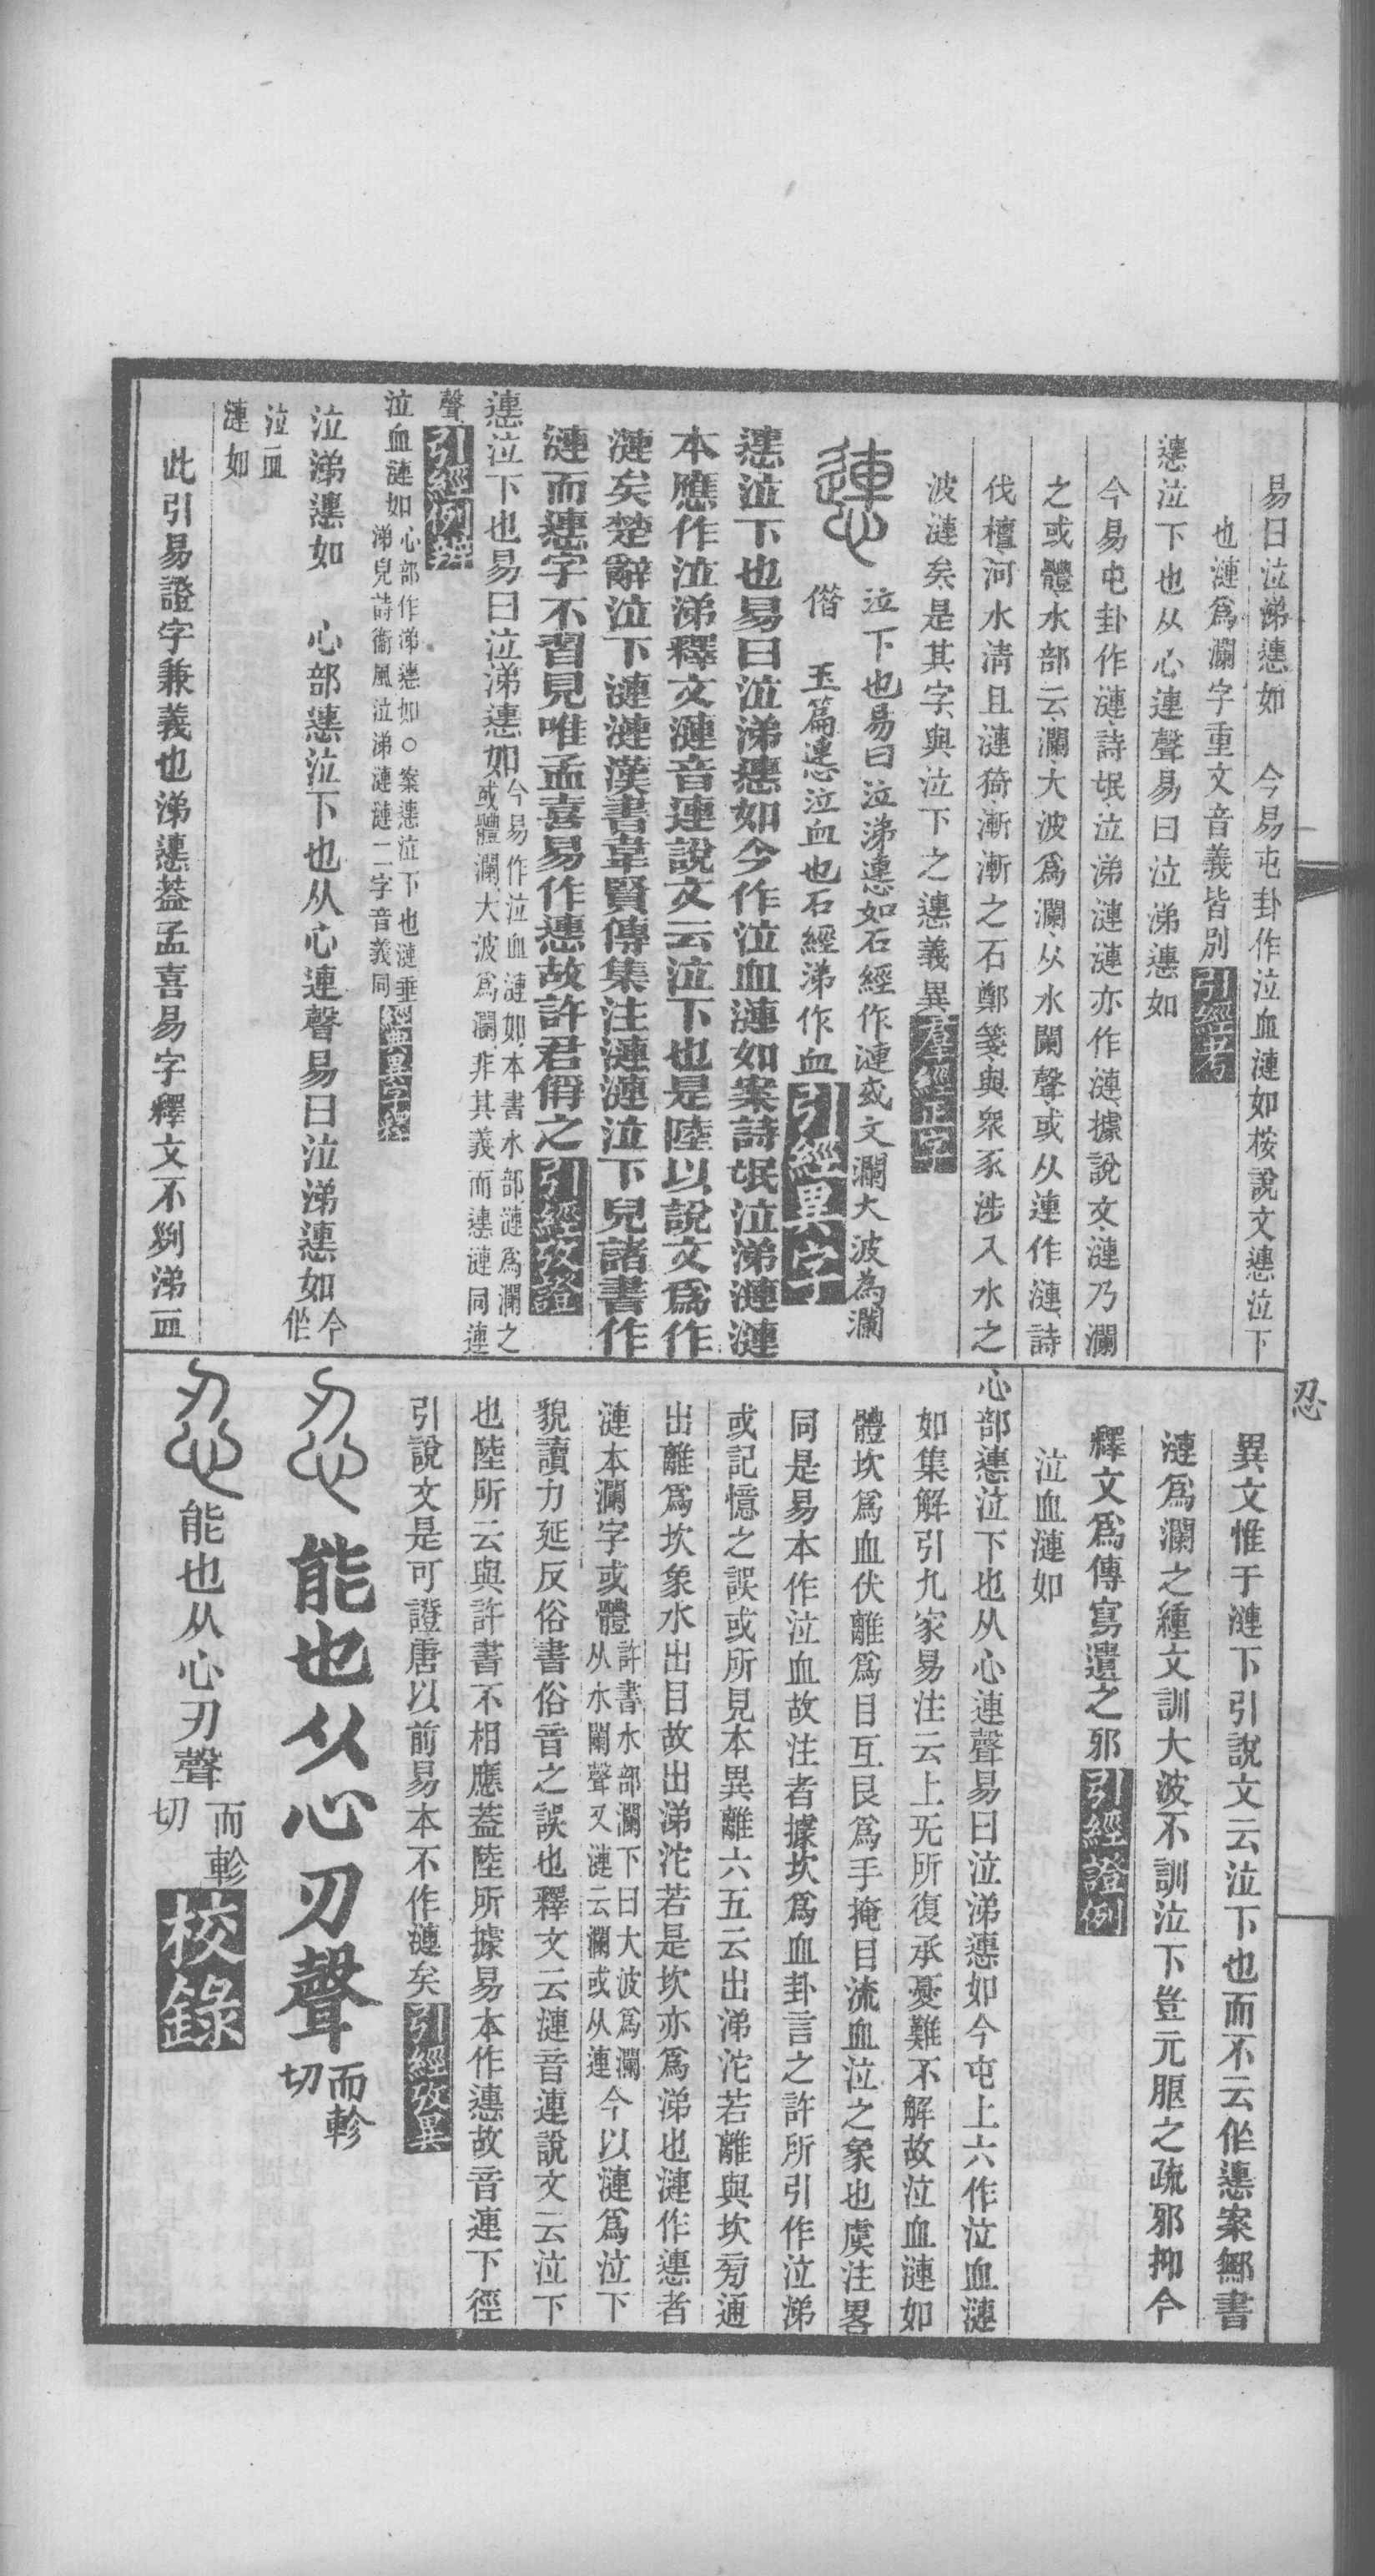 易曰泣涕㦁如　今易屯卦作泣血漣如桉說文㦁泣下
也漣爲瀾字重文音義皆別引經考
㦁泣下也从心連聲易曰泣涕㦁如
今易屯卦作漣詩氓泣涕漣漣亦作漣據說文漣乃瀾
之或體水部云瀾大波爲瀾从水闌聲或从連作漣詩
伐檀河水清且漣猗漸漸之石鄭箋與衆豕涉入水之
波漣矣是其字與泣下之㦁義異羣經正字
㦁
泣下也易曰泣涕㦁如石經作漣或文瀾大波為瀾
偕　玉篇㦁泣血也石經涕作血引經異字
㦁泣下也易曰泣涕㦁如今作泣血漣如案詩氓泣涕漣漣
本應作泣涕釋文漣音連說文云泣下也是陸以說文爲作
漣矣楚辭泣下漣漣漢書韋賢傳集注漣漣泣下皃諸書作
漣而㦁字不習見唯孟喜易作㦁故許君偁之引經攷證
㦁泣下也易曰泣涕㦁如今易作泣血漣如本書水部漣爲瀾之
或體瀾大波爲瀾非其義而㦁漣同連
聲引經例
泣血漣如心部作涕㦁如○案㦁泣下也漣垂
涕皃詩衞風泣涕漣漣二字音義同經典異字
泣涕㦁如　心部㦁泣下也从心連聲易曰泣涕㦁如今
作
泣血
漣如
此引易證字兼義也涕㦁葢孟喜易字釋文不列涕血
忍
異文惟于漣下引說文云泣下也而不云作㦁案鄦書
漣爲瀾之緟文訓大波不訓泣下豈元朖之疏邪抑今
釋文爲傳寫遺之邪引經證例
泣血漣如
心部㦁泣下也从心連聲易曰泣涕㦁如今屯上六作泣血漣
如集解引九家易注云上旡所復承憂難不解故泣血漣如
體坎爲血伏離爲目互艮爲手掩目流血泣之象也虞注畧
同是易本作泣血故注者據坎爲血卦言之許所引作泣涕
或記憶之誤或所見本異離六五云出涕沱若離與坎㫄通
出離爲坎象水出目故出涕沱若是坎亦爲涕也漣作㦁者
漣本瀾字或體許書水部瀾下曰大波爲瀾
从水闌聲又漣云瀾或从連今以漣爲泣下
貌讀力延反俗書俗音之誤也釋文云漣音連說文云泣下
也陸所云與許書不相應葢陸所據易本作㦁故音連下徑
引說文是可證唐以前易本不作漣矣引經攷異
忍能也从心刃聲而軫
切
忍能也从心刃聲而軫
切校錄